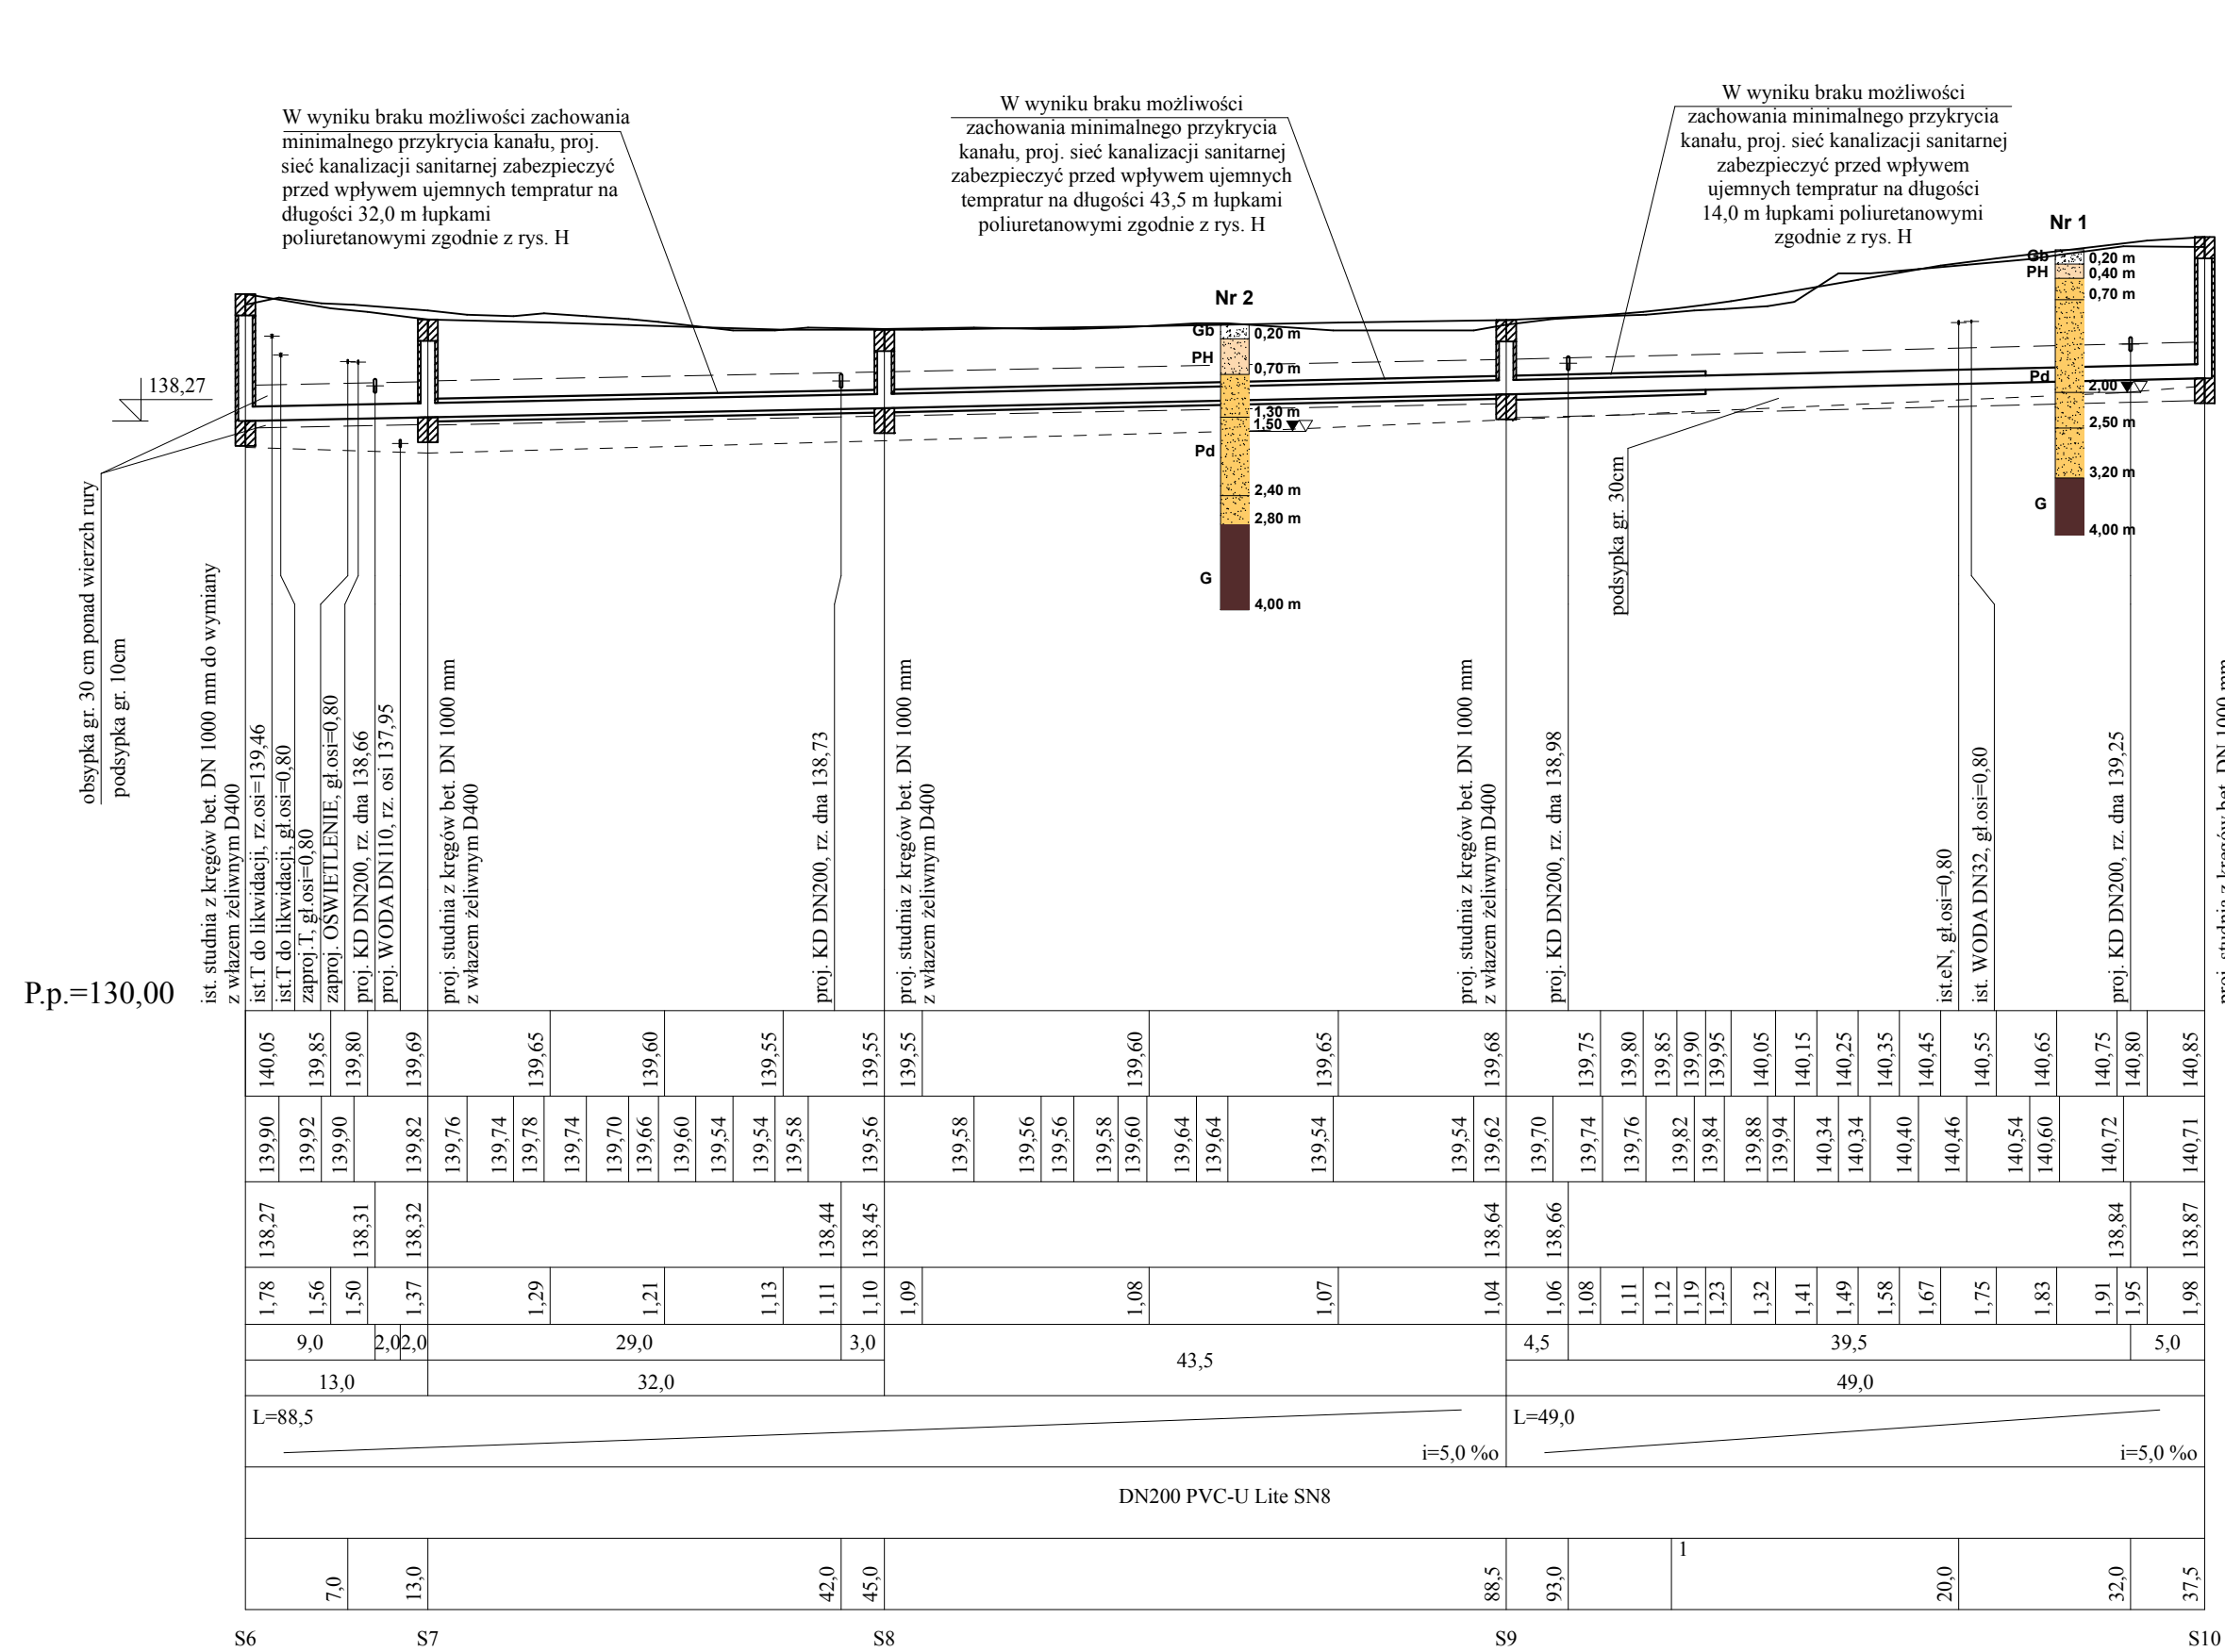 W wyniku braku możliwości zachowania
minimalnego przykrycia kanału, proj.
sieć kanalizacji sanitarnej zabezpieczyć
przed wpływem ujemnych tempratur na
długości 32,0 m łupkami
poliuretanowymi zgodnie z rys. H
W wyniku braku możliwości
zachowania minimalnego przykrycia
kanału, proj. sieć kanalizacji sanitarnej
zabezpieczyć przed wpływem ujemnych
tempratur na długości 43,5 m łupkami
poliuretanowymi zgodnie z rys. H
W wyniku braku możliwości
zachowania minimalnego przykrycia
kanału, proj. sieć kanalizacji sanitarnej
zabezpieczyć przed wpływem
ujemnych tempratur na długości
14,0 m łupkami poliuretanowymi
zgodnie z rys. H
Nr 1
Gb
0,20 m
PH
0,40 m
0,70 m
Pd
2,00
2,50 m
3,20 m
G
4,00 m
Nr 2
Gb
0,20 m
PH
0,70 m
1,30 m
1,50
Pd
2,40 m
2,80 m
G
4,00 m
138,27
obsypka gr. 30 cm ponad wierzch rury
podsypka gr. 10cm
podsypka gr. 30cm
P.p.=130,00
ist. studnia z kręgów bet. DN 1000 mm do wymiany
z włazem żeliwnym D400
ist.T do likwidacji, rz.osi=139,46
ist.T do likwidacji, gł.osi=0,80
zaproj.T, gł.osi=0,80
zaproj. OŚWIETLENIE, gł.osi=0,80
proj. KD DN200, rz. dna 138,66
proj. WODA DN110, rz. osi 137,95
proj. studnia z kręgów bet. DN 1000 mm
z włazem żeliwnym D400
proj. KD DN200, rz. dna 138,73
proj. studnia z kręgów bet. DN 1000 mm
z włazem żeliwnym D400
proj. studnia z kręgów bet. DN 1000 mm
z włazem żeliwnym D400
proj. KD DN200, rz. dna 138,98
ist.eN, gł.osi=0,80
ist. WODA DN32, gł.osi=0,80
proj. KD DN200, rz. dna 139,25
proj. studnia z kręgów bet. DN 1000 mm
140,05 139,85 139,80 139,69 139,65 139,60 139,55 139,55 139,55 139,60 139,65 139,68 139,75 139,80 139,85 139,90 139,95 140,05 140,15 140,25 140,35 140,45 140,55 140,65 140,75 140,80 140,85
139,90 139,92 139,90 139,82 139,76 139,74 139,78 139,74 139,70 139,66 139,60 139,54 139,54 139,58 139,56 139,58 139,56 139,56 139,58 139,60 139,64 139,64 139,54 139,54 139,62 139,70 139,74 139,76 139,82 139,84 139,88 139,94 140,34 140,34 140,40 140,46 140,54 140,60 140,72 140,71
138,27 138,31 138,32 138,44 138,45 138,64 138,66 138,84 138,87
1,78 1,56 1,50 1,37 1,29 1,21 1,13 1,11 1,10 1,09 1,08 1,07 1,04 1,06 1,08 1,11 1,12 1,19 1,23 1,32 1,41 1,49 1,58 1,67 1,75 1,83 1,91 1,95 1,98
9,0 2,0 2,0 29,0 3,0 43,5 4,5 39,5 5,0
13,0 32,0 49,0
L=88,5 L=49,0
i=5,0 %o i=5,0 %o
DN200 PVC-U Lite SN8
7,0 13,0 42,0 45,0 88,5 93,0 1 20,0 32,0 37,5
S6 S7 S8 S9 S10